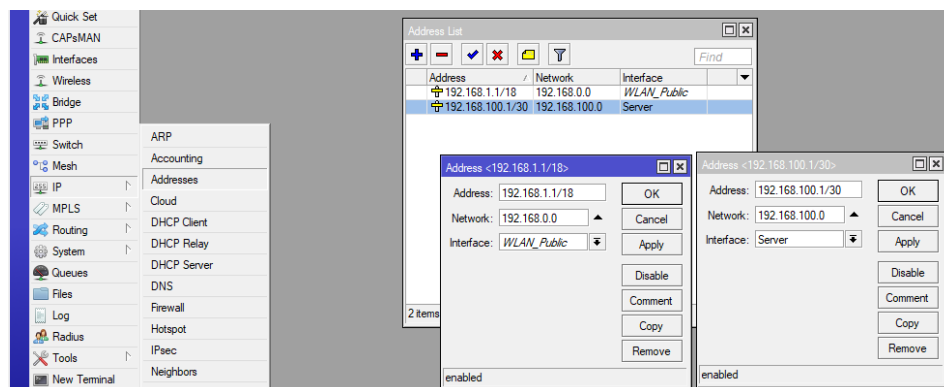 Quick Set
CAPsMAN
Interfaces
Wireless
Bridge
PPP
Switch
Mesh
IP
MPLS
Routing
System
Queues
Files
Log
Radius
Tools
New Terminal
ARP
Accounting
Addresses
Cloud
DHCP Client
DHCP Relay
DHCP Server
DNS
Firewall
Hotspot
IPsec
Neighbors
Address List
Find
Address / Network Interface
192.168.1.1/18 192.168.0.0 WLAN_Public
192.168.100.1/30 192.168.100.0 Server
2 items
Address <192.168.1.1/18>
Address: 192.168.1.1/18 OK
Network: 192.168.0.0 Cancel
Interface: WLAN_Public Apply
Disable
Comment
Copy
Remove
enabled
Address <192.168.100.1/30>
Address: 192.168.100.1/30 OK
Network: 192.168.100.0 Cancel
Interface: Server Apply
Disable
Comment
Copy
Remove
enabled